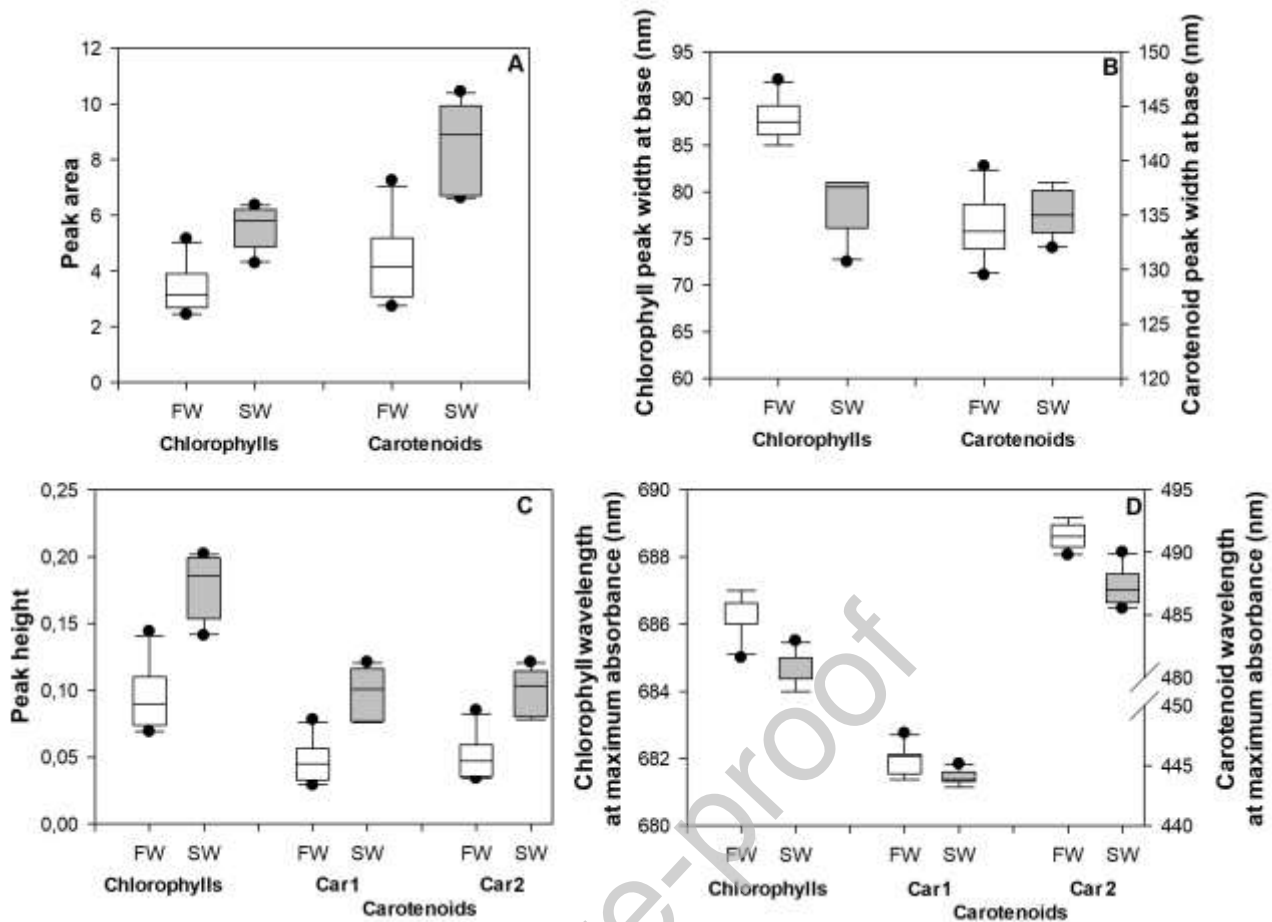 A
12
10
8
6
4
2
0
Peak area
FW SW FW SW
Chlorophylls Carotenoids
B
95
90
85
80
75
70
65
60
Chlorophyll peak width at base (nm)
150
145
140
135
130
125
120
Carotenoid peak width at base (nm)
FW SW FW SW
Chlorophylls Carotenoids
C
0,25
0,20
0,15
0,10
0,05
0,00
Peak height
FW SW FW SW FW SW
Chlorophylls Car1 Car2
Carotenoids
D
690
688
686
684
682
680
Chlorophyll wavelength
at maximum absorbance (nm)
495
490
485
480
450
445
440
Carotenoid wavelength
at maximum absorbance (nm)
FW SW FW SW FW SW
Chlorophylls Car1 Car2
Carotenoids
e-proof